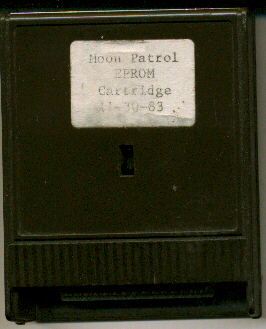 Moon Patrol
EPROM
Cartridge
11-30-83